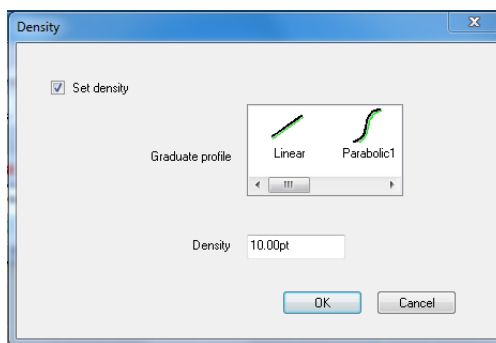 Density
Set density
Graduate profile
Linear Parabolic1
Density 10.00pt
OK Cancel